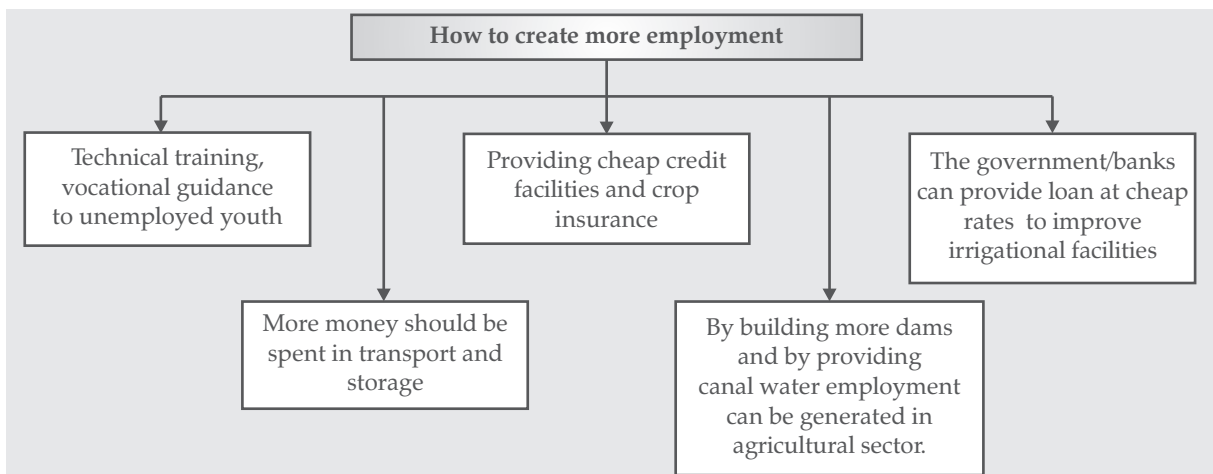 How to create more employment
Technical training,
vocational guidance
to unemployed youth
More money should be
spent in transport and
storage
Providing cheap credit
facilities and crop
insurance
By building more dams
and by providing
canal water employment
can be generated in
agricultural sector.
The government/banks
can provide loan at cheap
rates to improve
irrigational facilities